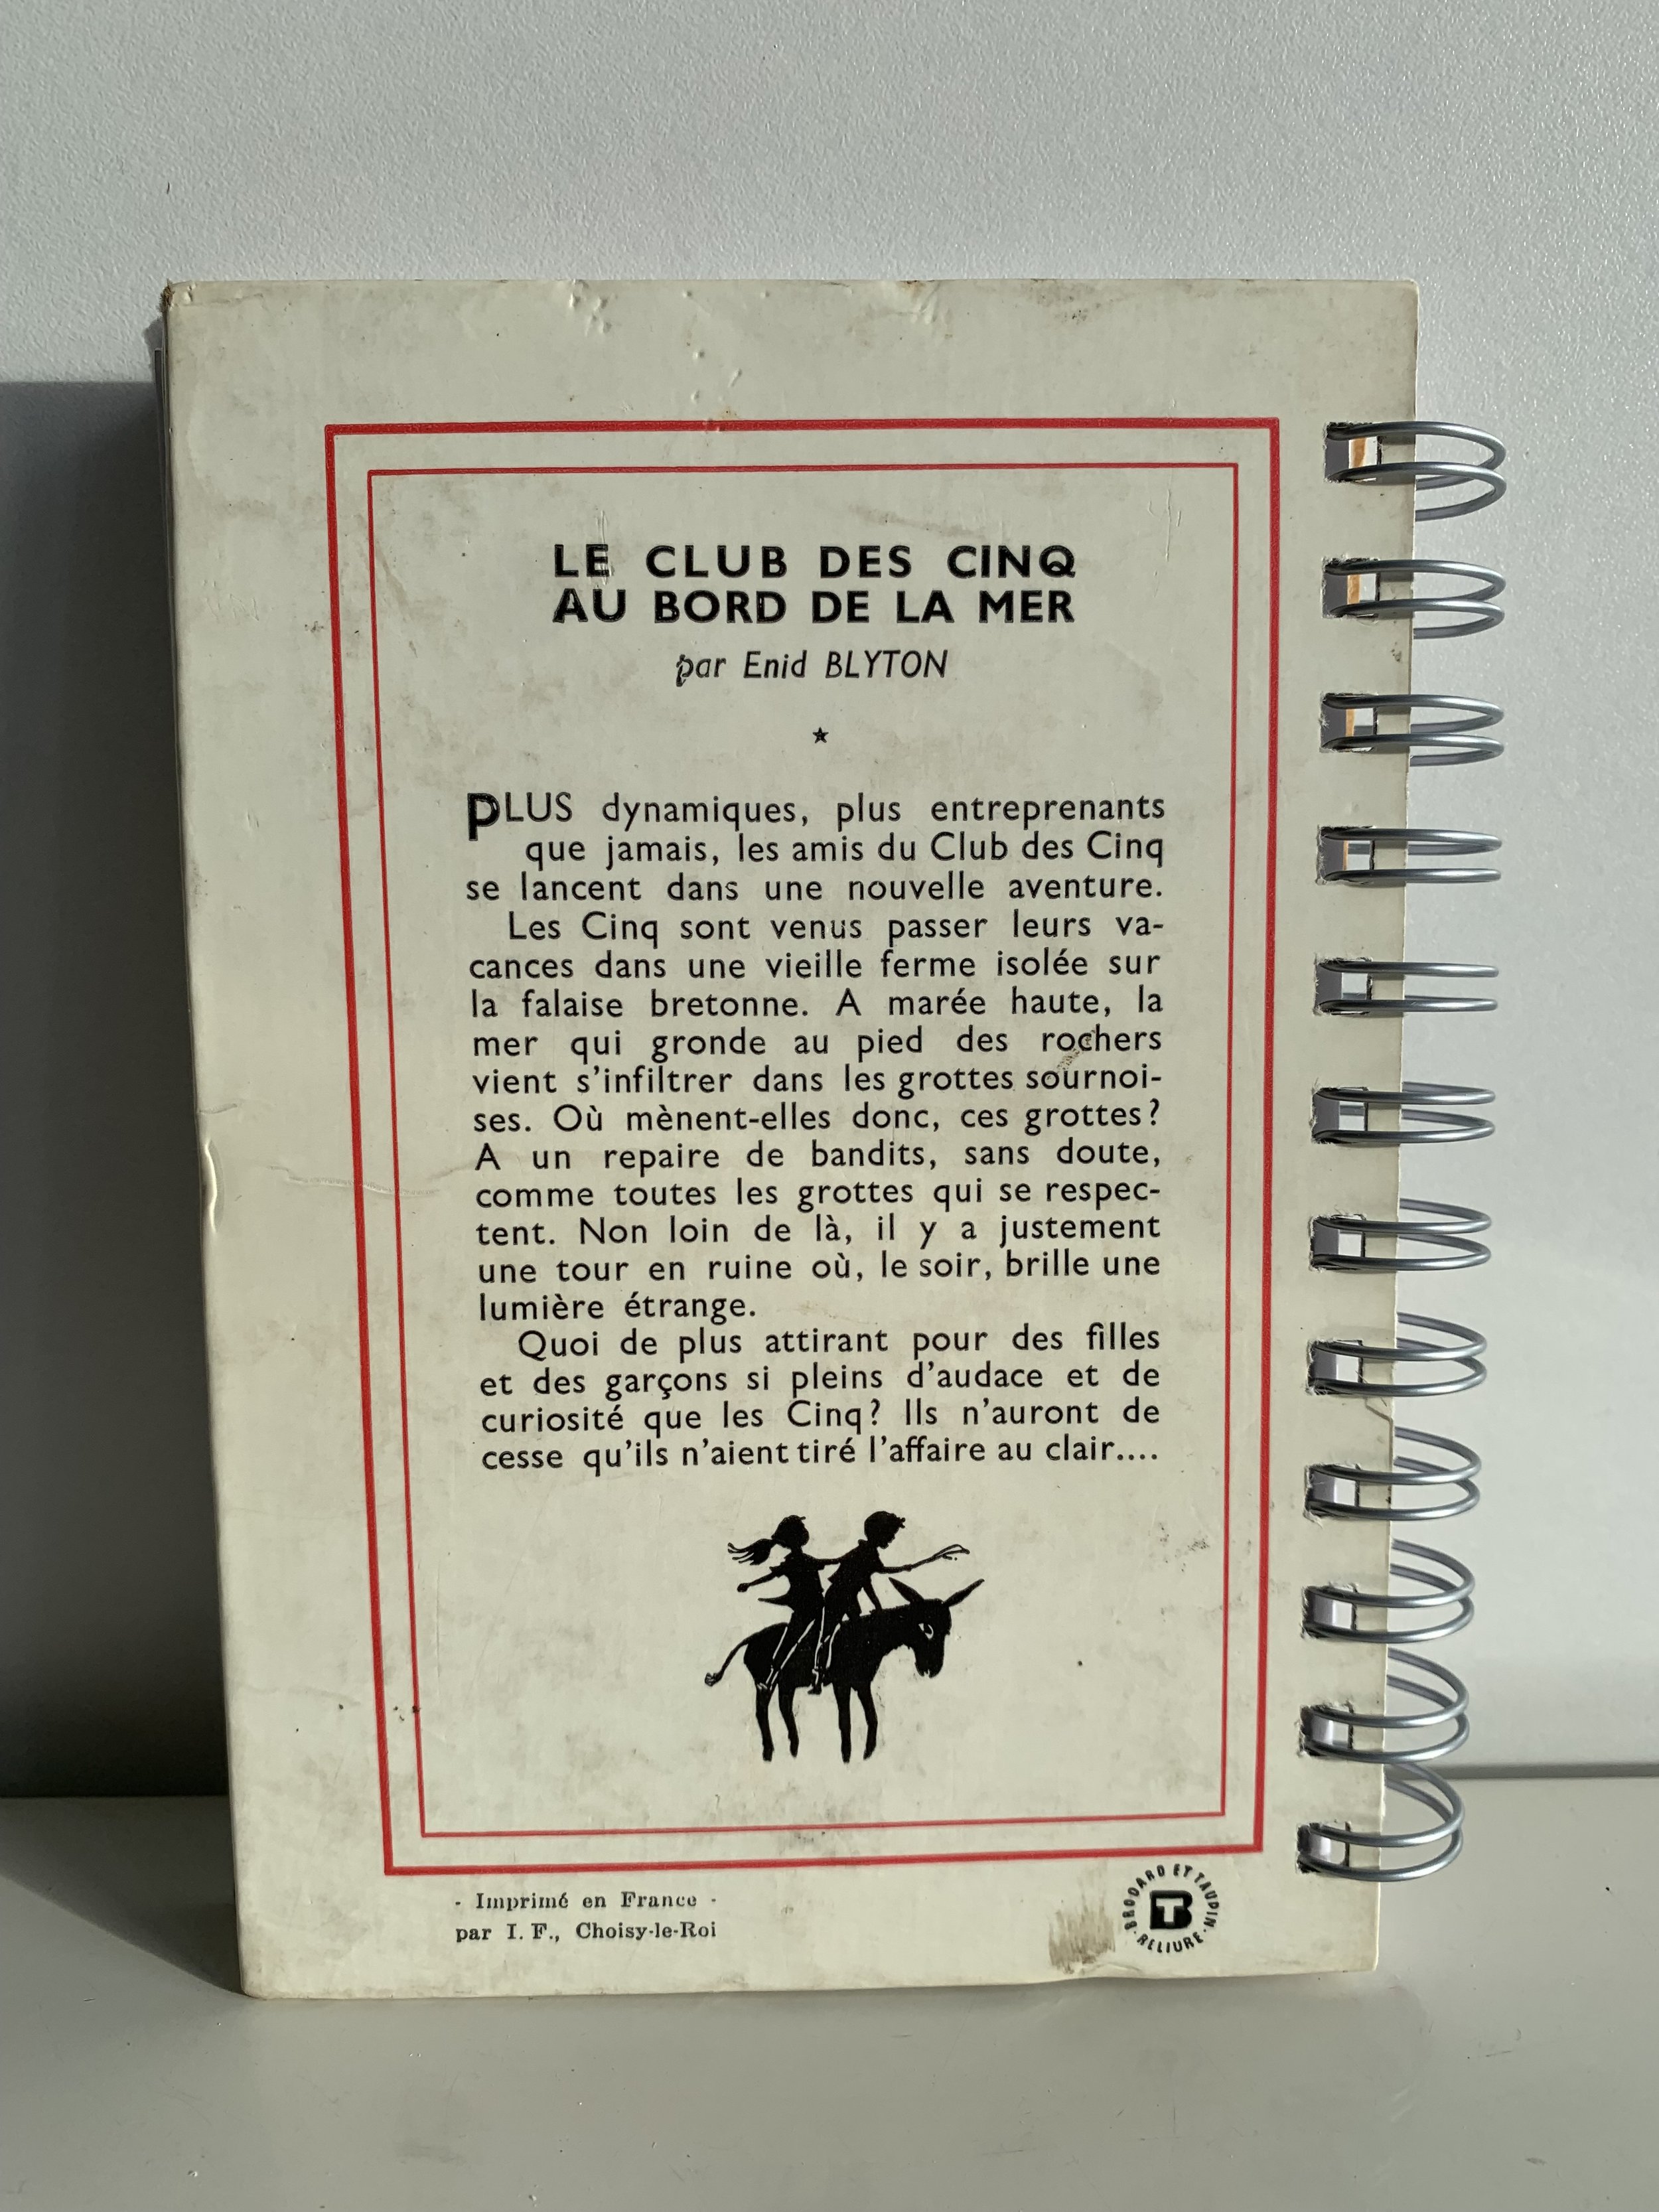 LE CLUB DES CINQ
AU BORD DE LA MER
par Enid BLYTON
PLUS dynamiques, plus entreprenants
que jamais, les amis du Club des Cinq
se lancent dans une nouvelle aventure.
Les Cinq sont venus passer leurs va-
cances dans une vieille ferme isolée sur
la falaise bretonne. A marée haute, la
mer qui gronde au pied des rochers
vient s'infiltrer dans les grottes sournoi-
ses. Où mènent-elles donc, ces grottes?
A un repaire de bandits, sans doute,
comme toutes les grottes qui se respec-
tent. Non loin de là, il y a justement
une tour en ruine où, le soir, brille une
lumière étrange.
Quoi de plus attirant pour des filles
et des garçons si pleins d'audace et de
curiosité que les Cinq? Ils n'auront de
cesse qu'ils n'aient tiré l'affaire au clair....
- Imprimé en France -
par I. F., Choisy-le-Roi
BRODARD ET TAUPIN
BT
· RELIURE ·